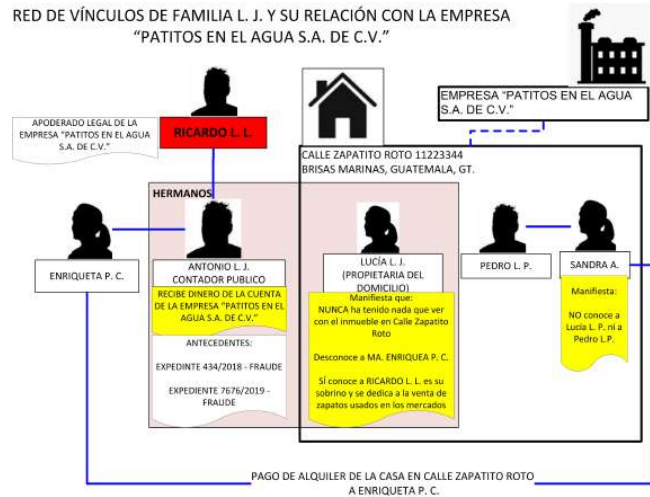 RED DE VÍNCULOS DE FAMILIA L. J. Y SU RELACIÓN CON LA EMPRESA
“PATITOS EN EL AGUA S.A. DE C.V.”
APODERADO LEGAL DE LA
EMPRESA “PATITOS EN EL AGUA
S.A. DE C.V.”
RICARDO L. L.
EMPRESA “PATITOS EN EL AGUA
S.A. DE C.V.”
CALLE ZAPATITO ROTO 11223344
BRISAS MARINAS, GUATEMALA, GT.
HERMANOS
ENRIQUETA P. C.
ANTONIO L. J.
CONTADOR PUBLICO
RECIBE DINERO DE LA CUENTA
DE LA EMPRESA “PATITOS EN EL
AGUA S.A. DE C.V.”
ANTECEDENTES:
EXPEDINTE 434/2018 - FRAUDE
EXPEDIENTE 7676/2019 -
FRAUDE
LUCÍA L. J.
(PROPIETARIA DEL
DOMICILIO)
Manifiesta que:
NUNCA ha tenido nada que ver
con el inmueble en Calle Zapatito
Roto
Desconoce a MA. ENRIQUEA P. C.
SÍ conoce a RICARDO L. L. es su
sobrino y se dedica a la venta de
zapatos usados en los mercados
PEDRO L. P.
SANDRA A.
Manifiesta:
NO conoce a
Lucía L. P. ni a
Pedro L.P.
PAGO DE ALQUILER DE LA CASA EN CALLE ZAPATITO ROTO
A ENRIQUETA P. C.